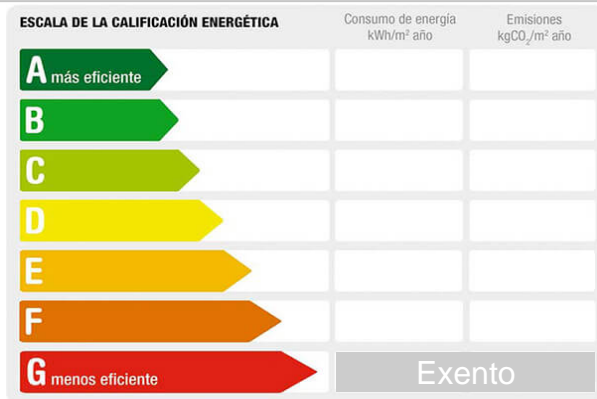 ESCALA DE LA CALIFICACIÓN ENERGÉTICA
Consumo de energía
kWh/m² año
Emisiones
kgCO₂/m² año
A más eficiente
B
C
D
E
F
G menos eficiente
Exento